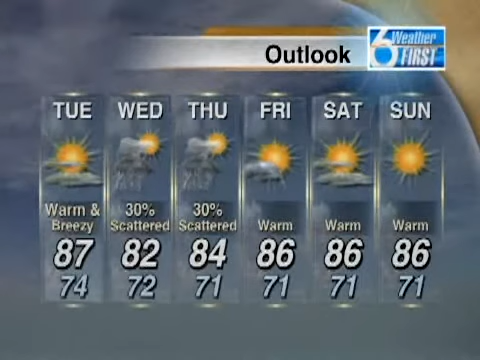 Outlook
6 Weather
FIRST
TUE WED THU FRI SAT SUN
Warm & Breezy 30% Scattered 30% Scattered Warm Warm Warm
87 82 84 86 86 86
74 72 71 71 71 71